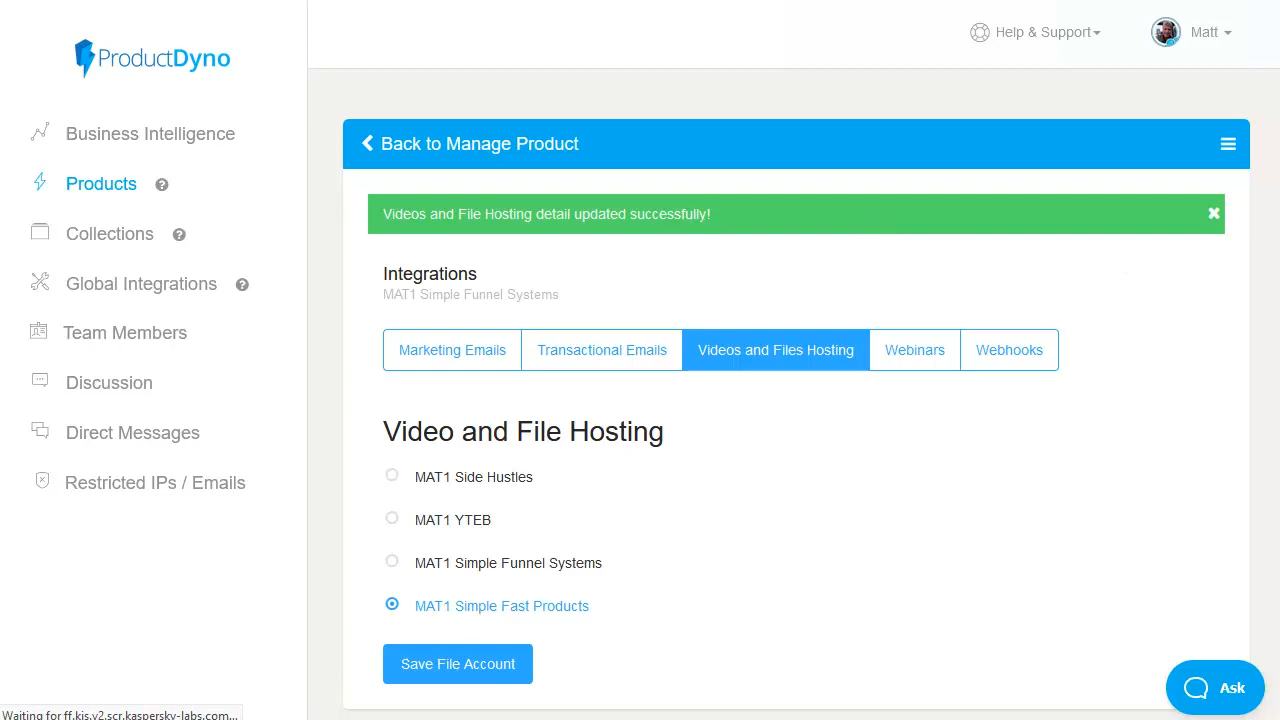 ProductDyno
Help & Support
Matt
Business Intelligence
Products
Collections
Global Integrations
Team Members
Discussion
Direct Messages
Restricted IPs / Emails
Back to Manage Product
Videos and File Hosting detail updated successfully!
Integrations
MAT1 Simple Funnel Systems
Marketing Emails
Transactional Emails
Videos and Files Hosting
Webinars
Webhooks
Video and File Hosting
MAT1 Side Hustles
MAT1 YTEB
MAT1 Simple Funnel Systems
MAT1 Simple Fast Products
Save File Account
Ask
Waiting for ff.kis.v2.scr.kaspersky-labs.com...